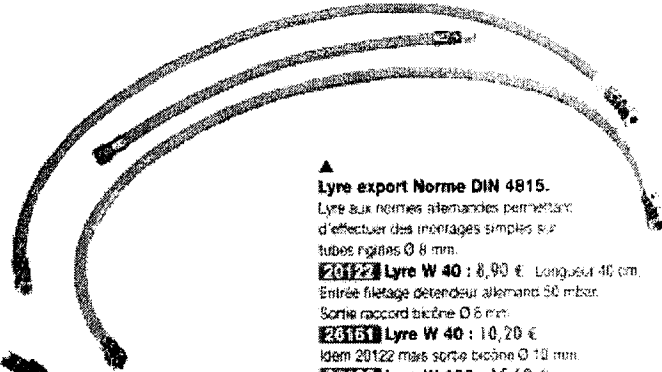 ▲
Lyre export Norme DIN 4815.
Lyre aux normes allemandes permettant
d'effectuer des montages simples sur
tubes rigides Ø 8 mm.
20122 Lyre W 40 : 8,90 € Longueur 40 cm.
Entrée filetage détendeur allemand 50 mbar.
Sortie raccord bicône Ø 8 mm.
Lyre W 40 : 10,20 €
Idem 20122 mais sortie bicône Ø 10 mm.